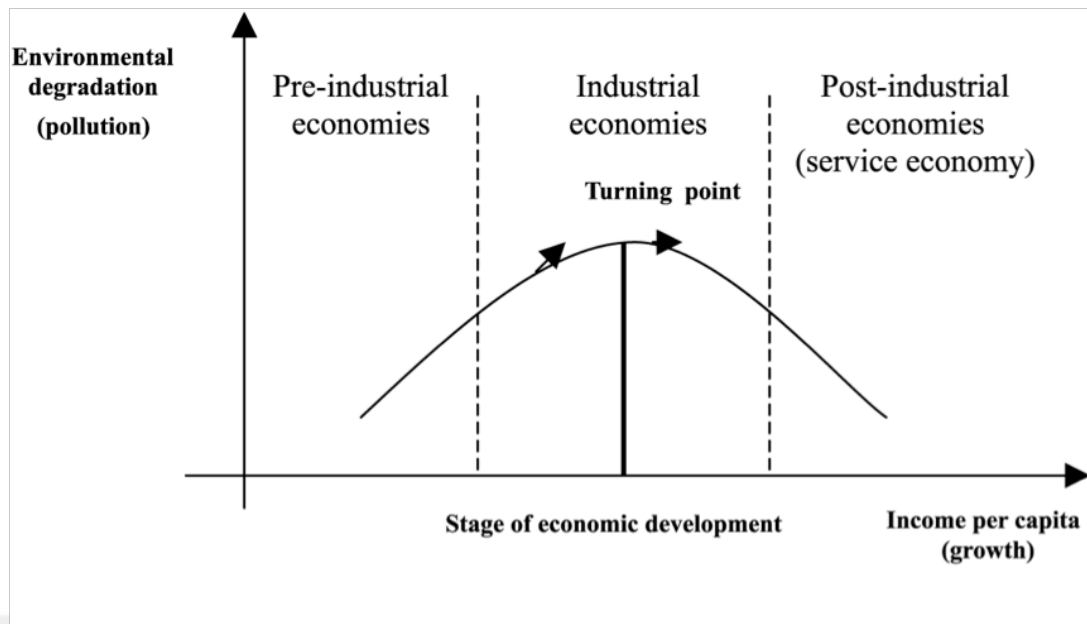 Environmental
degradation
(pollution)
Pre-industrial
economies
Industrial
economies
Post-industrial
economies
(service economy)
Turning point
Stage of economic development
Income per capita
(growth)